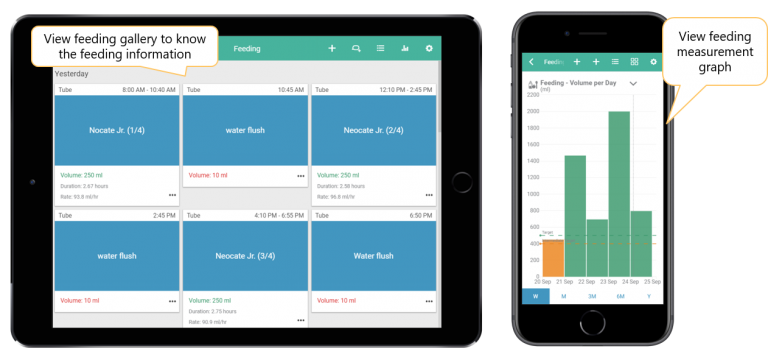 View feeding gallery to know
the feeding information
Feeding
Yesterday
Tube 8:00 AM - 10:40 AM
Nocate Jr. (1/4)
Volume: 250 ml
Duration: 2.67 hours
Rate: 93.8 ml/hr
Tube 10:45 AM
water flush
Volume: 10 ml
Tube 12:10 PM - 2:45 PM
Neocate Jr. (2/4)
Volume: 250 ml
Duration: 2.58 hours
Rate: 96.8 ml/hr
Tube 2:45 PM
water flush
Volume: 10 ml
Tube 4:10 PM - 6:55 PM
Neocate Jr. (3/4)
Volume: 250 ml
Duration: 2.75 hours
Rate: 90.9 ml/hr
Tube 6:50 PM
Water flush
Volume: 10 ml
View feeding
measurement
graph
Feedin
Feeding - Volume per Day
(ml)
2200
2000
1800
1600
1400
1200
1000
800
600
Target
400
200
0
20 Sep 21 Sep 22 Sep 23 Sep 24 Sep 25 Sep
W M 3M 6M Y